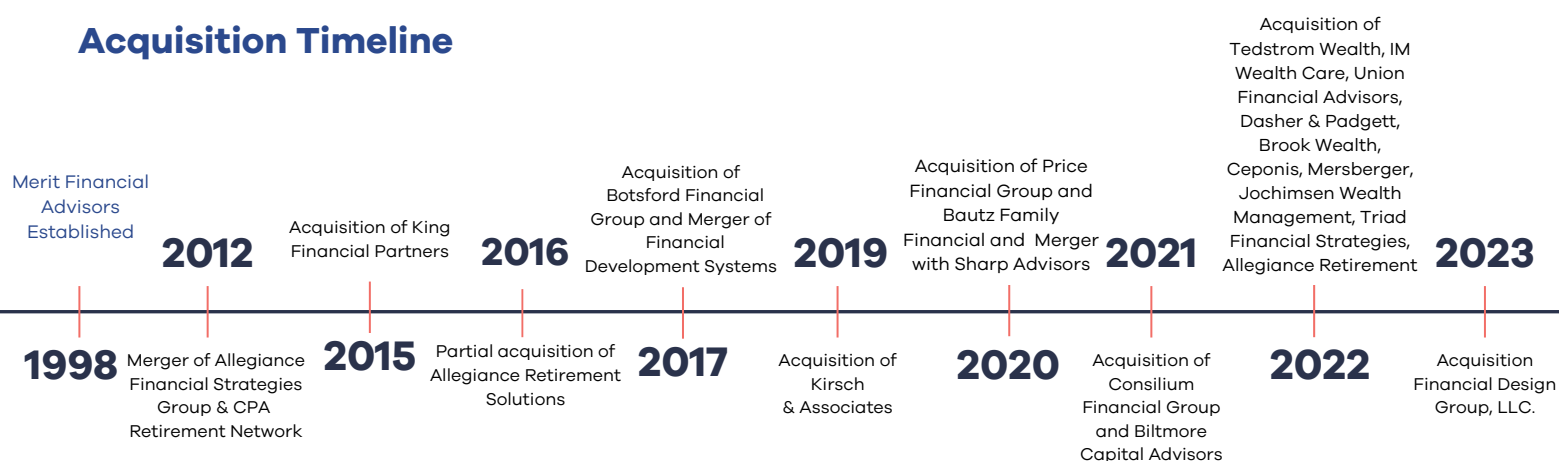 Acquisition Timeline
Merit Financial
Advisors
Established
1998
2012
Merger of Allegiance
Financial Strategies
Group & CPA
Retirement Network
Acquisition of King
Financial Partners
2015
2016
Partial acquisition of
Allegiance Retirement
Solutions
Acquisition of
Botsford Financial
Group and Merger of
Financial
Development Systems
2017
2019
Acquisition of
Kirsch
& Associates
Acquisition of Price
Financial Group and
Bautz Family
Financial and Merger
with Sharp Advisors
2020
2021
Acquisition of
Consilium
Financial Group
and Biltmore
Capital Advisors
Acquisition of
Tedstrom Wealth, IM
Wealth Care, Union
Financial Advisors,
Dasher & Padgett,
Brook Wealth,
Ceponis, Mersberger,
Jochimsen Wealth
Management, Triad
Financial Strategies,
Allegiance Retirement
2022
2023
Acquisition
Financial Design
Group, LLC.